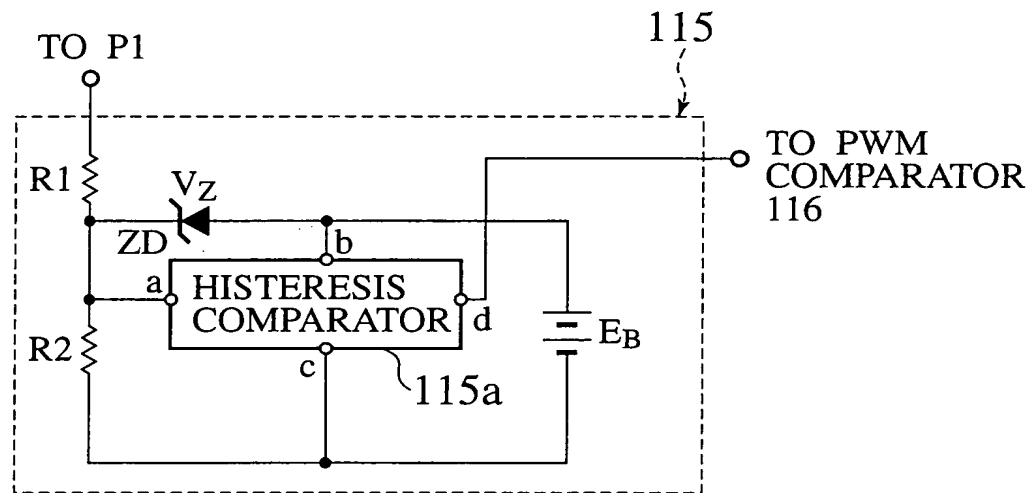 TO P1
115
R1
VZ
ZD
TO PWM
COMPARATOR
116
b
a
HISTERESIS
COMPARATOR
d
R2
c
EB
115a